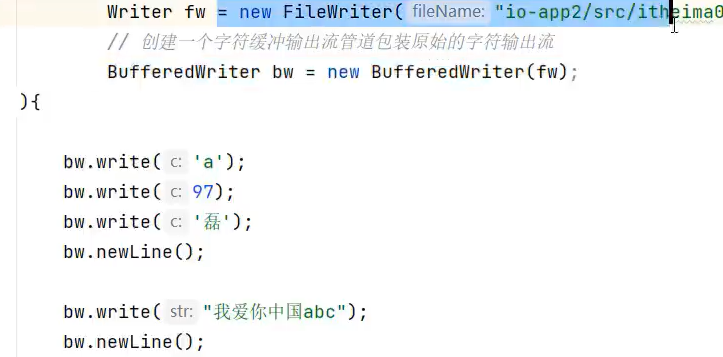 Writer fw = new FileWriter( fileName: "io-app2/src/itheima0
// 创建一个字符缓冲输出流管道包装原始的字符输出流
BufferedWriter bw = new BufferedWriter(fw);
){
bw.write( c: 'a');
bw.write( c: 97);
bw.write( c: '磊');
bw.newLine();
bw.write( str: "我爱你中国abc");
bw.newLine();